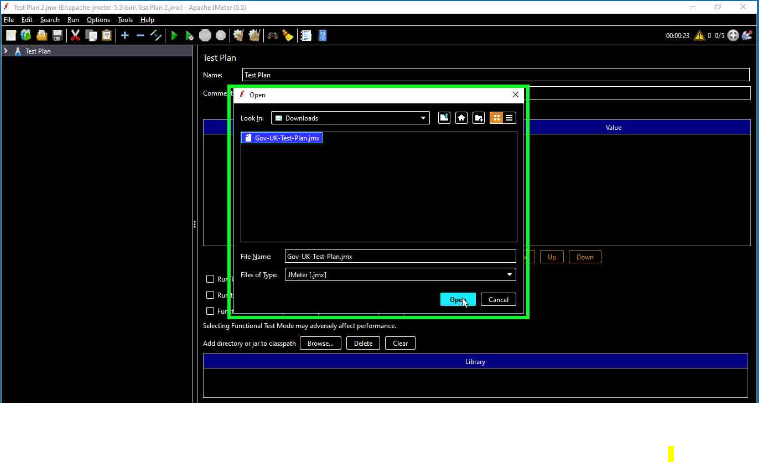 Test Plan 2.jmx (E:\apache-jmeter-5.5\bin\Test Plan 2.jmx) - Apache JMeter (5.5)
File Edit Search Run Options Tools Help
00:00:23 0 0/5
Test Plan
Test Plan
Name: Test Plan
Comment
Value
Open
Look In: Downloads
Gov-UK-Test-Plan.jmx
File Name: Gov-UK-Test-Plan.jmx
Files of Type: JMeter [.jmx]
Open Cancel
Up Down
Run
Run
Funct
Selecting Functional Test Mode may adversely affect performance.
Add directory or jar to classpath Browse... Delete Clear
Library